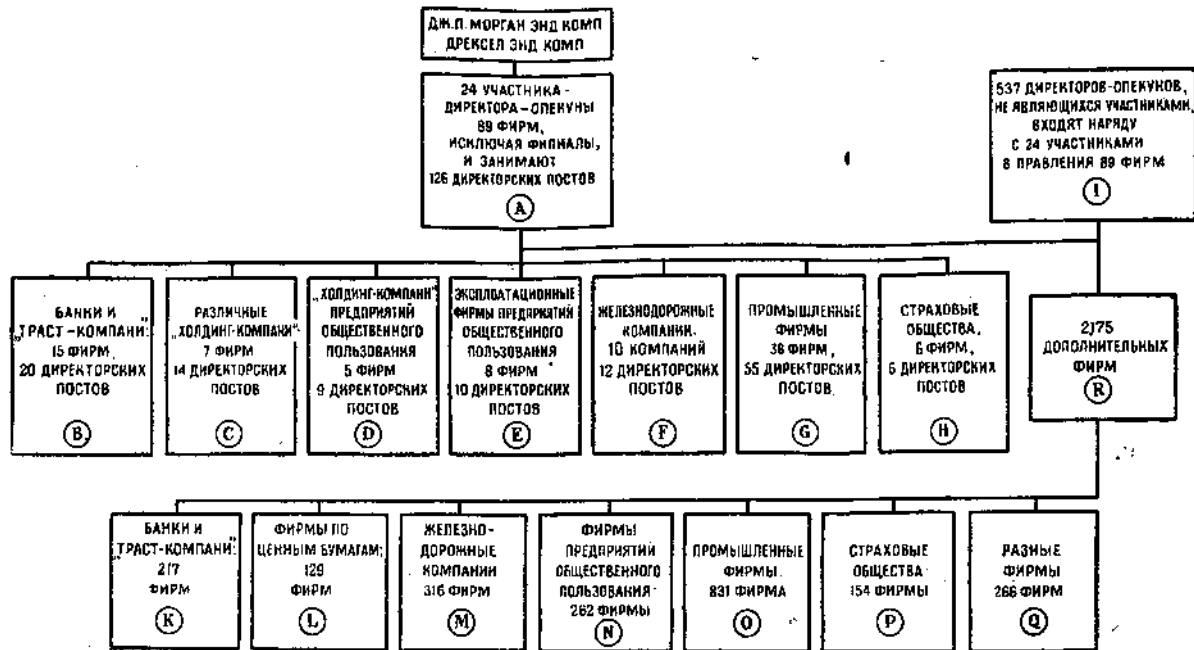 ДЖ. П. МОРГАН ЭНД КОМП
ДРЕКСЕЛ ЭНД КОМП
24 УЧАСТНИКА -
ДИРЕКТОРА - ОПЕКУНЫ
89 ФИРМ,
ИСКЛЮЧАЯ ФИЛИАЛЫ,
И ЗАНИМАЮТ
126 ДИРЕКТОРСКИХ ПОСТОВ
A
537 ДИРЕКТОРОВ-ОПЕКУНОВ,
НЕ ЯВЛЯЮЩИХСЯ УЧАСТНИКАМИ,
ВХОДЯТ НАРЯДУ
С 24 УЧАСТНИКАМИ
В ПРАВЛЕНИЯ 89 ФИРМ
I
БАНКИ И
„ТРАСТ-КОМПАНИ“:
15 ФИРМ,
20 ДИРЕКТОРСКИХ
ПОСТОВ
B
РАЗЛИЧНЫЕ
„ХОЛДИНГ-КОМПАНИ“
7 ФИРМ
14 ДИРЕКТОРСКИХ
ПОСТОВ
C
„ХОЛДИНГ-КОМПАНИ“
ПРЕДПРИЯТИЙ
ОБЩЕСТВЕННОГО
ПОЛЬЗОВАНИЯ
5 ФИРМ
9 ДИРЕКТОРСКИХ
ПОСТОВ
D
ЭКСПЛОАТАЦИОННЫЕ
ФИРМЫ ПРЕДПРИЯТИЙ
ОБЩЕСТВЕННОГО
ПОЛЬЗОВАНИЯ
8 ФИРМ
10 ДИРЕКТОРСКИХ
ПОСТОВ
E
ЖЕЛЕЗНОДОРОЖНЫЕ
КОМПАНИИ.
10 КОМПАНИЙ
12 ДИРЕКТОРСКИХ
ПОСТОВ
F
ПРОМЫШЛЕННЫЕ
ФИРМЫ
38 ФИРМ,
55 ДИРЕКТОРСКИХ
ПОСТОВ.
G
СТРАХОВЫЕ
ОБЩЕСТВА.
6 ФИРМ,
6 ДИРЕКТОРСКИХ
ПОСТОВ
H
2175
ДОПОЛНИТЕЛЬНЫХ
ФИРМ
R
БАНКИ И
„ТРАСТ-КОМПАНИ“:
217
ФИРМ
K
ФИРМЫ ПО
ЦЕННЫМ БУМАГАМ;
129
ФИРМ
L
ЖЕЛЕЗНО-
ДОРОЖНЫЕ
КОМПАНИИ
316 ФИРМ
M
ФИРМЫ
ПРЕДПРИЯТИЙ
ОБЩЕСТВЕННОГО
ПОЛЬЗОВАНИЯ-
262 ФИРМЫ
N
ПРОМЫШЛЕННЫЕ
ФИРМЫ.
831 ФИРМА
O
СТРАХОВЫЕ
ОБЩЕСТВА-
154 ФИРМЫ
P
РАЗНЫЕ
ФИРМЫ
266 ФИРМ
Q